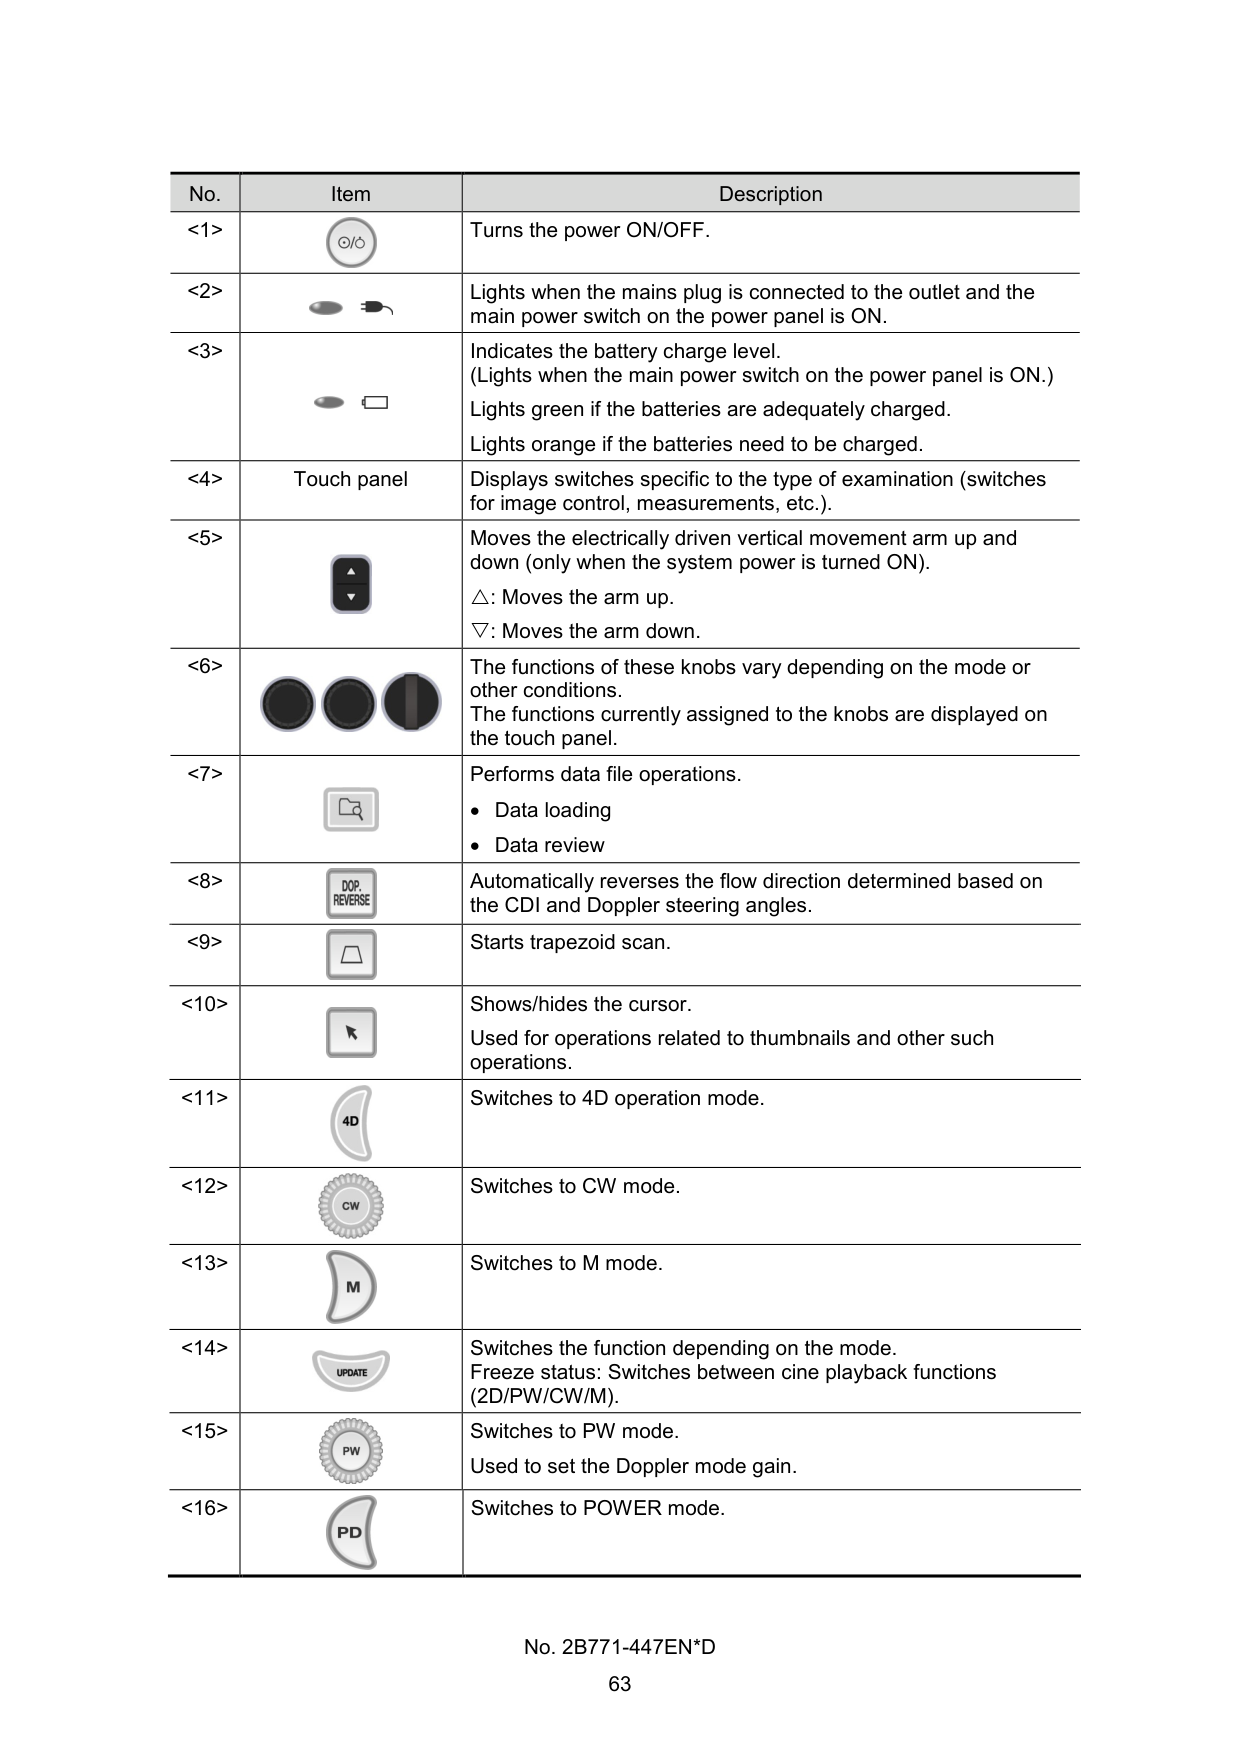 No. Item Description
<1> Turns the power ON/OFF.
<2> Lights when the mains plug is connected to the outlet and the
main power switch on the power panel is ON.
<3> Indicates the battery charge level.
(Lights when the main power switch on the power panel is ON.)
Lights green if the batteries are adequately charged.
Lights orange if the batteries need to be charged.
<4> Touch panel Displays switches specific to the type of examination (switches
for image control, measurements, etc.).
<5> Moves the electrically driven vertical movement arm up and
down (only when the system power is turned ON).
△: Moves the arm up.
▽: Moves the arm down.
<6> The functions of these knobs vary depending on the mode or
other conditions.
The functions currently assigned to the knobs are displayed on
the touch panel.
<7> Performs data file operations.
• Data loading
• Data review
<8> DOP.
REVERSE
Automatically reverses the flow direction determined based on
the CDI and Doppler steering angles.
<9> Starts trapezoid scan.
<10> Shows/hides the cursor.
Used for operations related to thumbnails and other such
operations.
<11> 4D Switches to 4D operation mode.
<12> CW Switches to CW mode.
<13> M Switches to M mode.
<14> UPDATE Switches the function depending on the mode.
Freeze status: Switches between cine playback functions
(2D/PW/CW/M).
<15> PW Switches to PW mode.
Used to set the Doppler mode gain.
<16> PD Switches to POWER mode.
No. 2B771-447EN*D
63